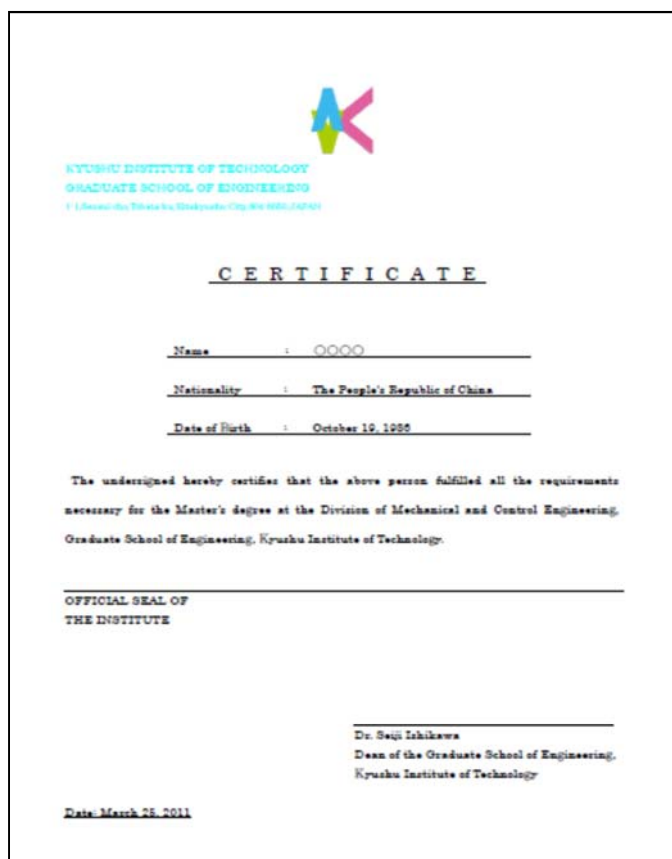 KYUSHU INSTITUTE OF TECHNOLOGY
GRADUATE SCHOOL OF ENGINEERING
CERTIFICATE
Name : ○○○○
Nationality : The People's Republic of China
Date of Birth : October 19, 1986
The undersigned hereby certifies that the above person fulfilled all the requirements
necessary for the Master's degree at the Division of Mechanical and Control Engineering,
Graduate School of Engineering, Kyushu Institute of Technology.
OFFICIAL SEAL OF
THE INSTITUTE
Dr. Seiji Ishikawa
Dean of the Graduate School of Engineering,
Kyushu Institute of Technology
Date: March 25, 2011